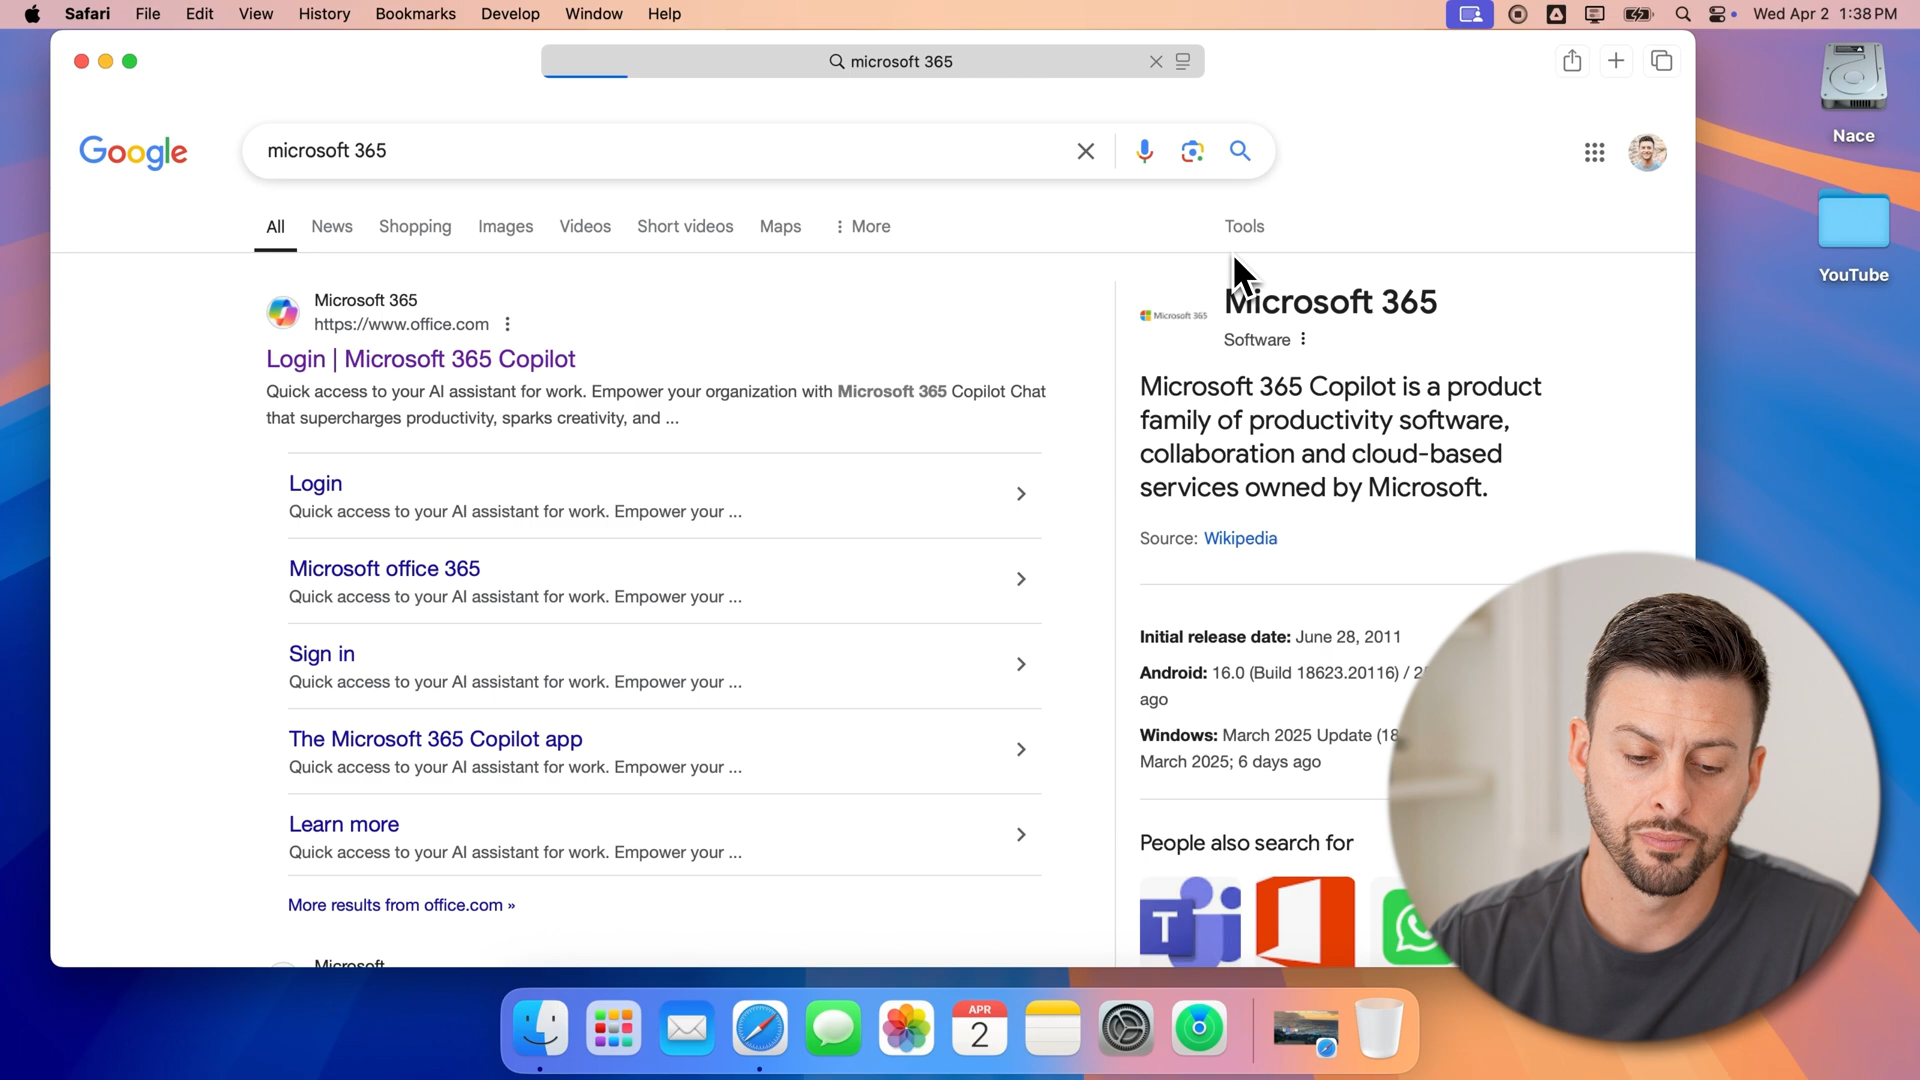 Safari File Edit View History Bookmarks Develop Window Help
Wed Apr 2 1:38 PM
microsoft 365
Google
microsoft 365
All News Shopping Images Videos Short videos Maps More Tools
Microsoft 365
https://www.office.com
Login | Microsoft 365 Copilot
Quick access to your AI assistant for work. Empower your organization with Microsoft 365 Copilot Chat
that supercharges productivity, sparks creativity, and ...
Login
Quick access to your AI assistant for work. Empower your ...
Microsoft office 365
Quick access to your AI assistant for work. Empower your ...
Sign in
Quick access to your AI assistant for work. Empower your ...
The Microsoft 365 Copilot app
Quick access to your AI assistant for work. Empower your ...
Learn more
Quick access to your AI assistant for work. Empower your ...
More results from office.com »
Microsoft
Microsoft 365
Microsoft 365
Software
Microsoft 365 Copilot is a product
family of productivity software,
collaboration and cloud-based
services owned by Microsoft.
Source: Wikipedia
Initial release date: June 28, 2011
Android: 16.0 (Build 18623.20116) /
ago
Windows: March 2025 Update (18
March 2025; 6 days ago
People also search for
T
Nace
YouTube
APR
2